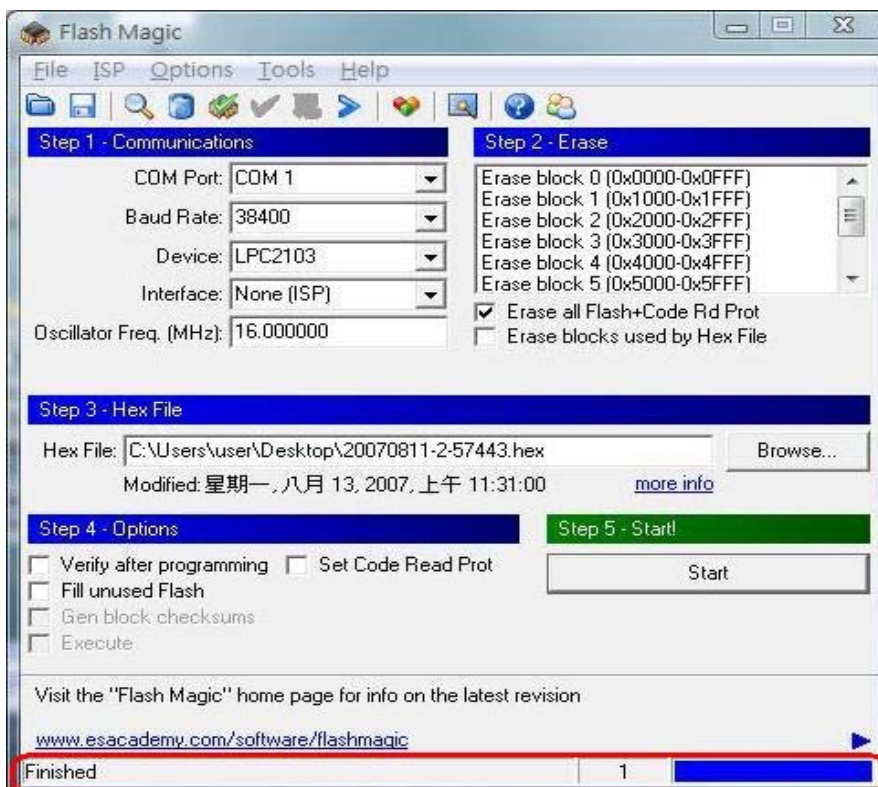 Flash Magic
File ISP Options Tools Help
Step 1 - Communications
COM Port: COM 1
Baud Rate: 38400
Device: LPC2103
Interface: None (ISP)
Oscillator Freq. (MHz): 16.000000
Step 2 - Erase
Erase block 0 (0x0000-0x0FFF)
Erase block 1 (0x1000-0x1FFF)
Erase block 2 (0x2000-0x2FFF)
Erase block 3 (0x3000-0x3FFF)
Erase block 4 (0x4000-0x4FFF)
Erase block 5 (0x5000-0x5FFF)
Erase all Flash+Code Rd Prot
Erase blocks used by Hex File
Step 3 - Hex File
Hex File: C:\Users\user\Desktop\20070811-2-57443.hex Browse...
Modified: 星期一, 八月 13, 2007, 上午 11:31:00 more info
Step 4 - Options
Verify after programming Set Code Read Prot
Fill unused Flash
Gen block checksums
Execute
Step 5 - Start!
Start
Visit the "Flash Magic" home page for info on the latest revision
www.esacademy.com/software/flashmagic
Finished 1